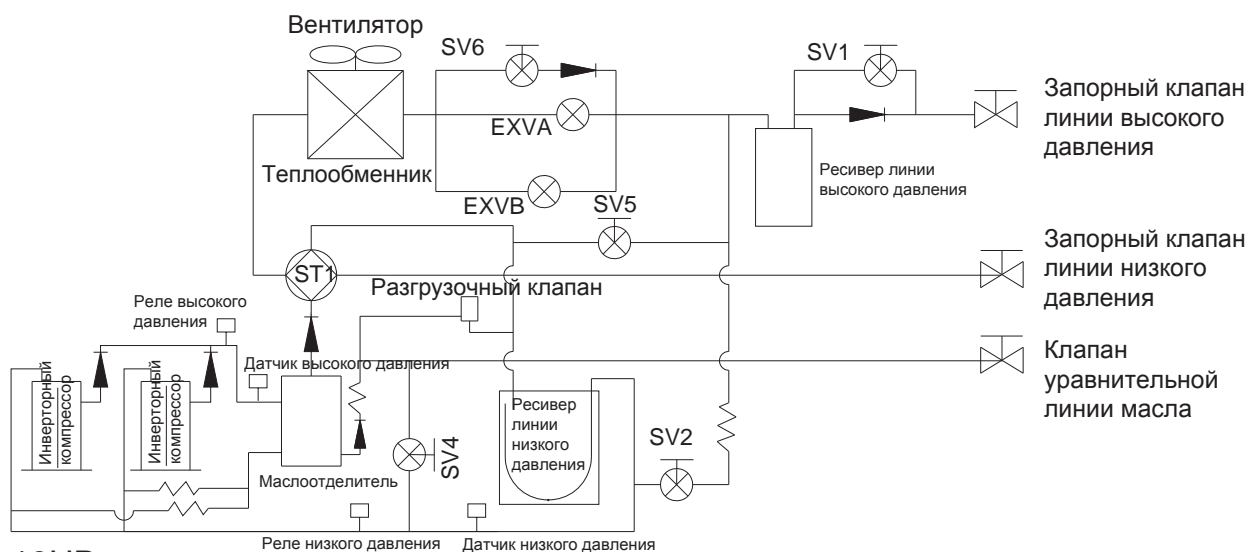 Вентилятор
SV6
SV1
Запорный клапан
линии высокого
давления
EXVA
Теплообменник
Ресивер линии
высокого давления
EXVB
SV5
Запорный клапан
линии низкого
давления
ST1
Разгрузочный клапан
Реле высокого
давления
Датчик высокого давления
Клапан
уравнительной
линии масла
Инверторный
компрессор
Инверторный
компрессор
Ресивер
линии
низкого
давления
SV2
SV4
Маслоотделитель
Реле низкого давления
Датчик низкого давления